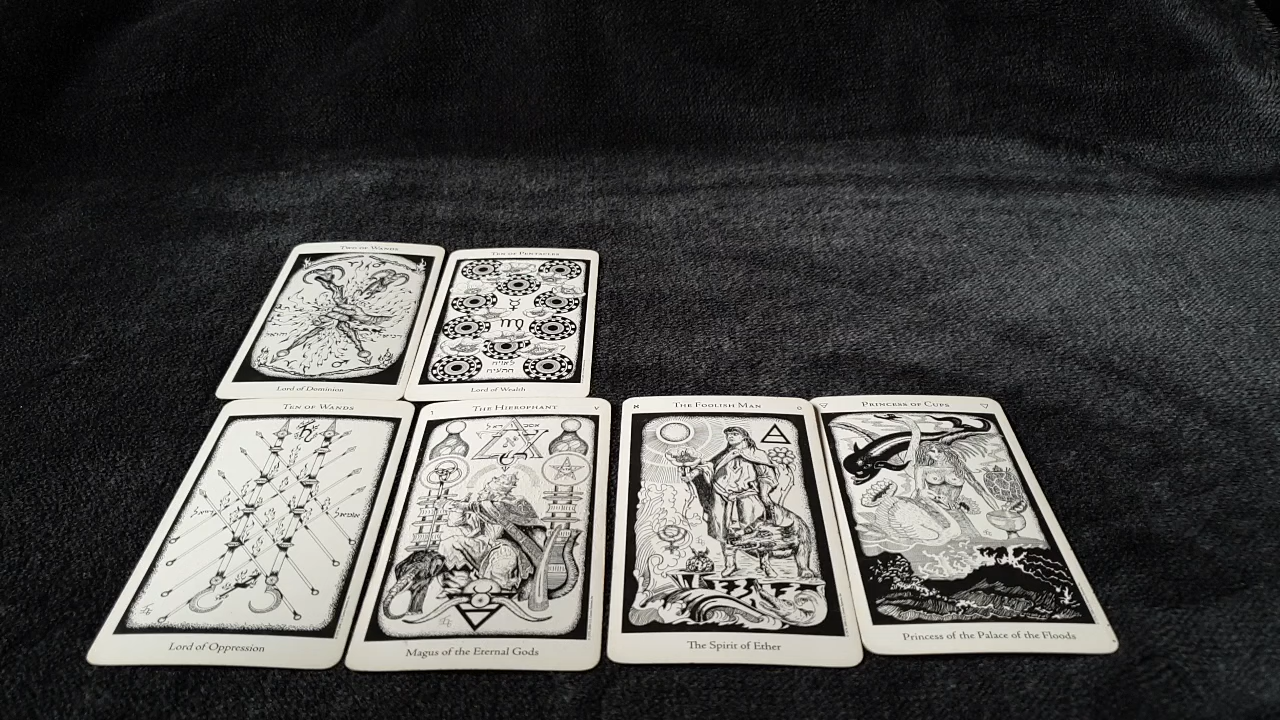 TWO OF WANDS
Lord of Dominion
TEN OF PENTACLES
Lord of Wealth
TEN OF WANDS
Lord of Oppression
1 THE HIEROPHANT V
Magus of the Eternal Gods
א THE FOOLISH MAN 0
The Spirit of Ether
PRINCESS OF CUPS
Princess of the Palace of the Floods